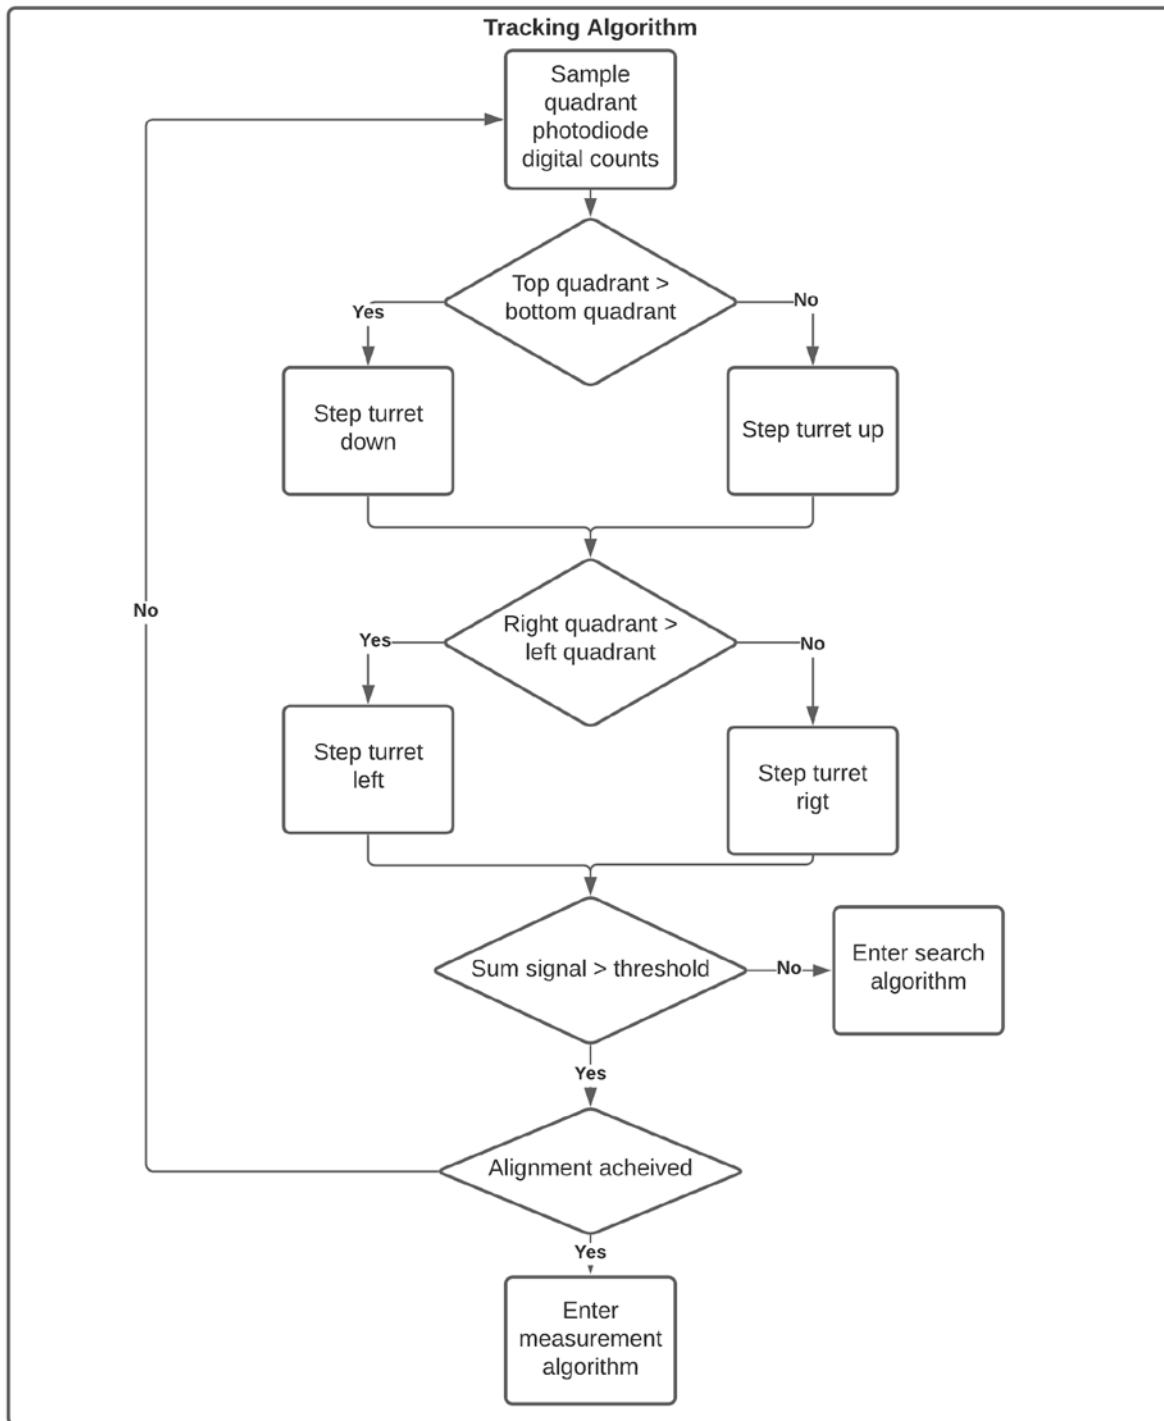 Tracking Algorithm
Sample
quadrant
photodiode
digital counts
Top quadrant >
bottom quadrant
Yes
No
Step turret
down
Step turret up
Right quadrant >
left quadrant
Yes
No
No
Step turret
left
Step turret
rigt
Sum signal > threshold
No
Enter search
algorithm
Yes
Alignment acheived
Yes
Enter
measurement
algorithm